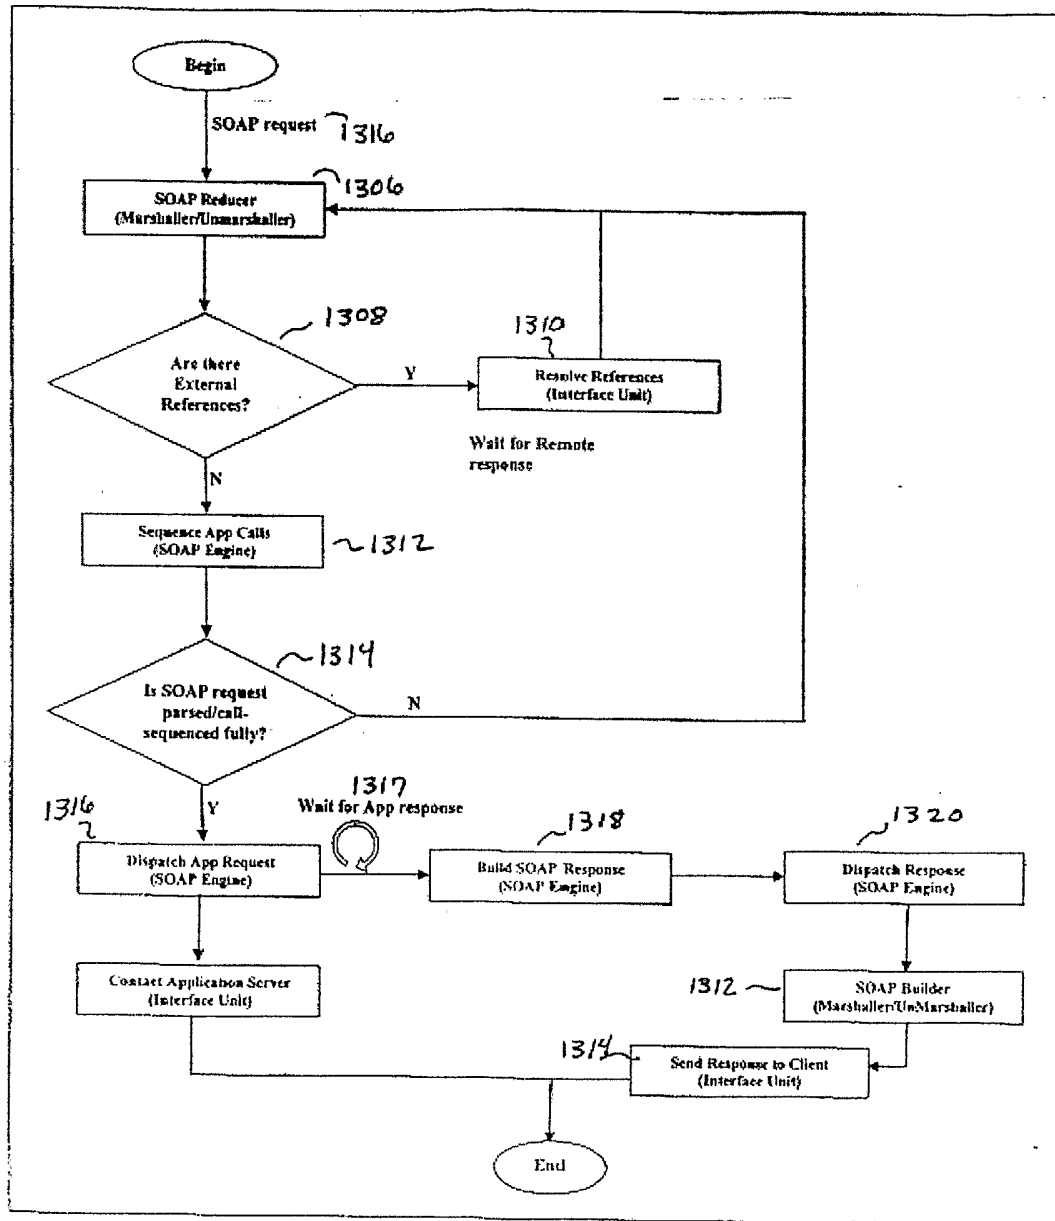 Begin
SOAP request 1316
1306
SOAP Reducer
(Marshaller/Unmarshaller)
1308
Are there
External
References?
Y
1310
Resolve References
(Interface Unit)
Wait for Remote
response
N
Sequence App Calls
(SOAP Engine)
1312
1314
Is SOAP request
parsed/call-
sequenced fully?
N
Y
1316
Dispatch App Request
(SOAP Engine)
1317
Wait for App response
1318
Build SOAP Response
(SOAP Engine)
1320
Dispatch Response
(SOAP Engine)
Contact Application Server
(Interface Unit)
1312
SOAP Builder
(Marshaller/UnMarshaller)
1314
Send Response to Client
(Interface Unit)
End